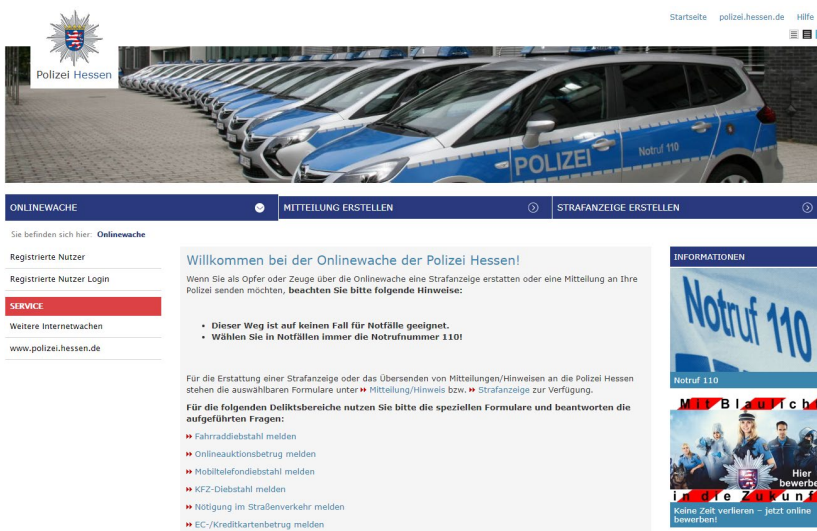 Startseite polizei.hessen.de Hilfe
Polizei Hessen
POLIZEI
Notruf 110
ONLINEWACHE
MITTEILUNG ERSTELLEN
STRAFANZEIGE ERSTELLEN
Sie befinden sich hier: Onlinewache
Registrierte Nutzer
Registrierte Nutzer Login
SERVICE
Weitere Internetwachen
www.polizei.hessen.de
Willkommen bei der Onlinewache der Polizei Hessen!
Wenn Sie als Opfer oder Zeuge über die Onlinewache eine Strafanzeige erstatten oder eine Mitteilung an Ihre
Polizei senden möchten, beachten Sie bitte folgende Hinweise:
• Dieser Weg ist auf keinen Fall für Notfälle geeignet.
• Wählen Sie in Notfällen immer die Notrufnummer 110!
Für die Erstattung einer Strafanzeige oder das Übersenden von Mitteilungen/Hinweisen an die Polizei Hessen
stehen die auswählbaren Formulare unter Mitteilung/Hinweis bzw. Strafanzeige zur Verfügung.
Für die folgenden Deliktsbereiche nutzen Sie bitte die speziellen Formulare und beantworten die
aufgeführten Fragen:
Fahrraddiebstahl melden
Onlineauktionsbetrug melden
Mobiltelefondiebstahl melden
KFZ-Diebstahl melden
Nötigung im Straßenverkehr melden
EC-/Kreditkartenbetrug melden
INFORMATIONEN
Notruf 110
Notruf 110
Mit Blaulich
Hier
bewerbe
in die Zukunf
Keine Zeit verlieren – jetzt online
bewerben!